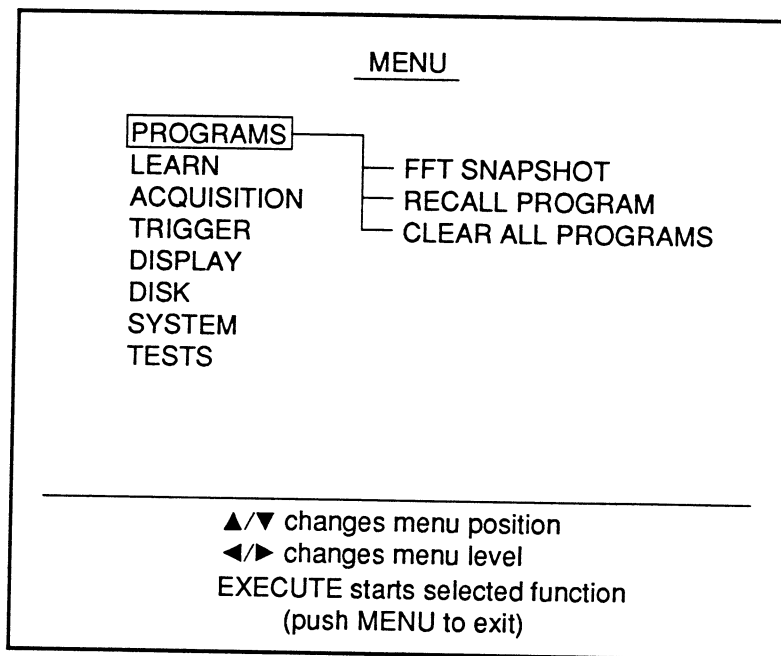 MENU
PROGRAMS
LEARN
ACQUISITION
TRIGGER
DISPLAY
DISK
SYSTEM
TESTS
FFT SNAPSHOT
RECALL PROGRAM
CLEAR ALL PROGRAMS
▲/▼ changes menu position
◄/► changes menu level
EXECUTE starts selected function
(push MENU to exit)